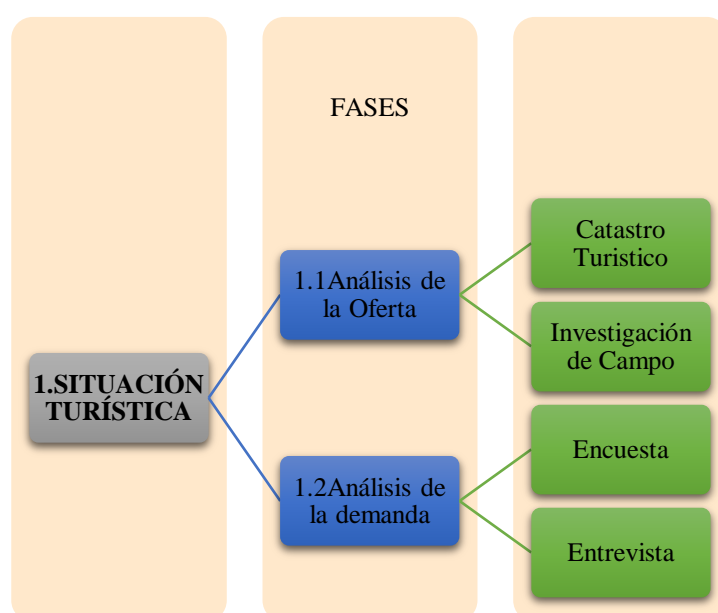 FASES
1.SITUACIÓN
TURÍSTICA
1.1Análisis de
la Oferta
Catastro
Turistico
Investigación
de Campo
1.2Análisis de
la demanda
Encuesta
Entrevista